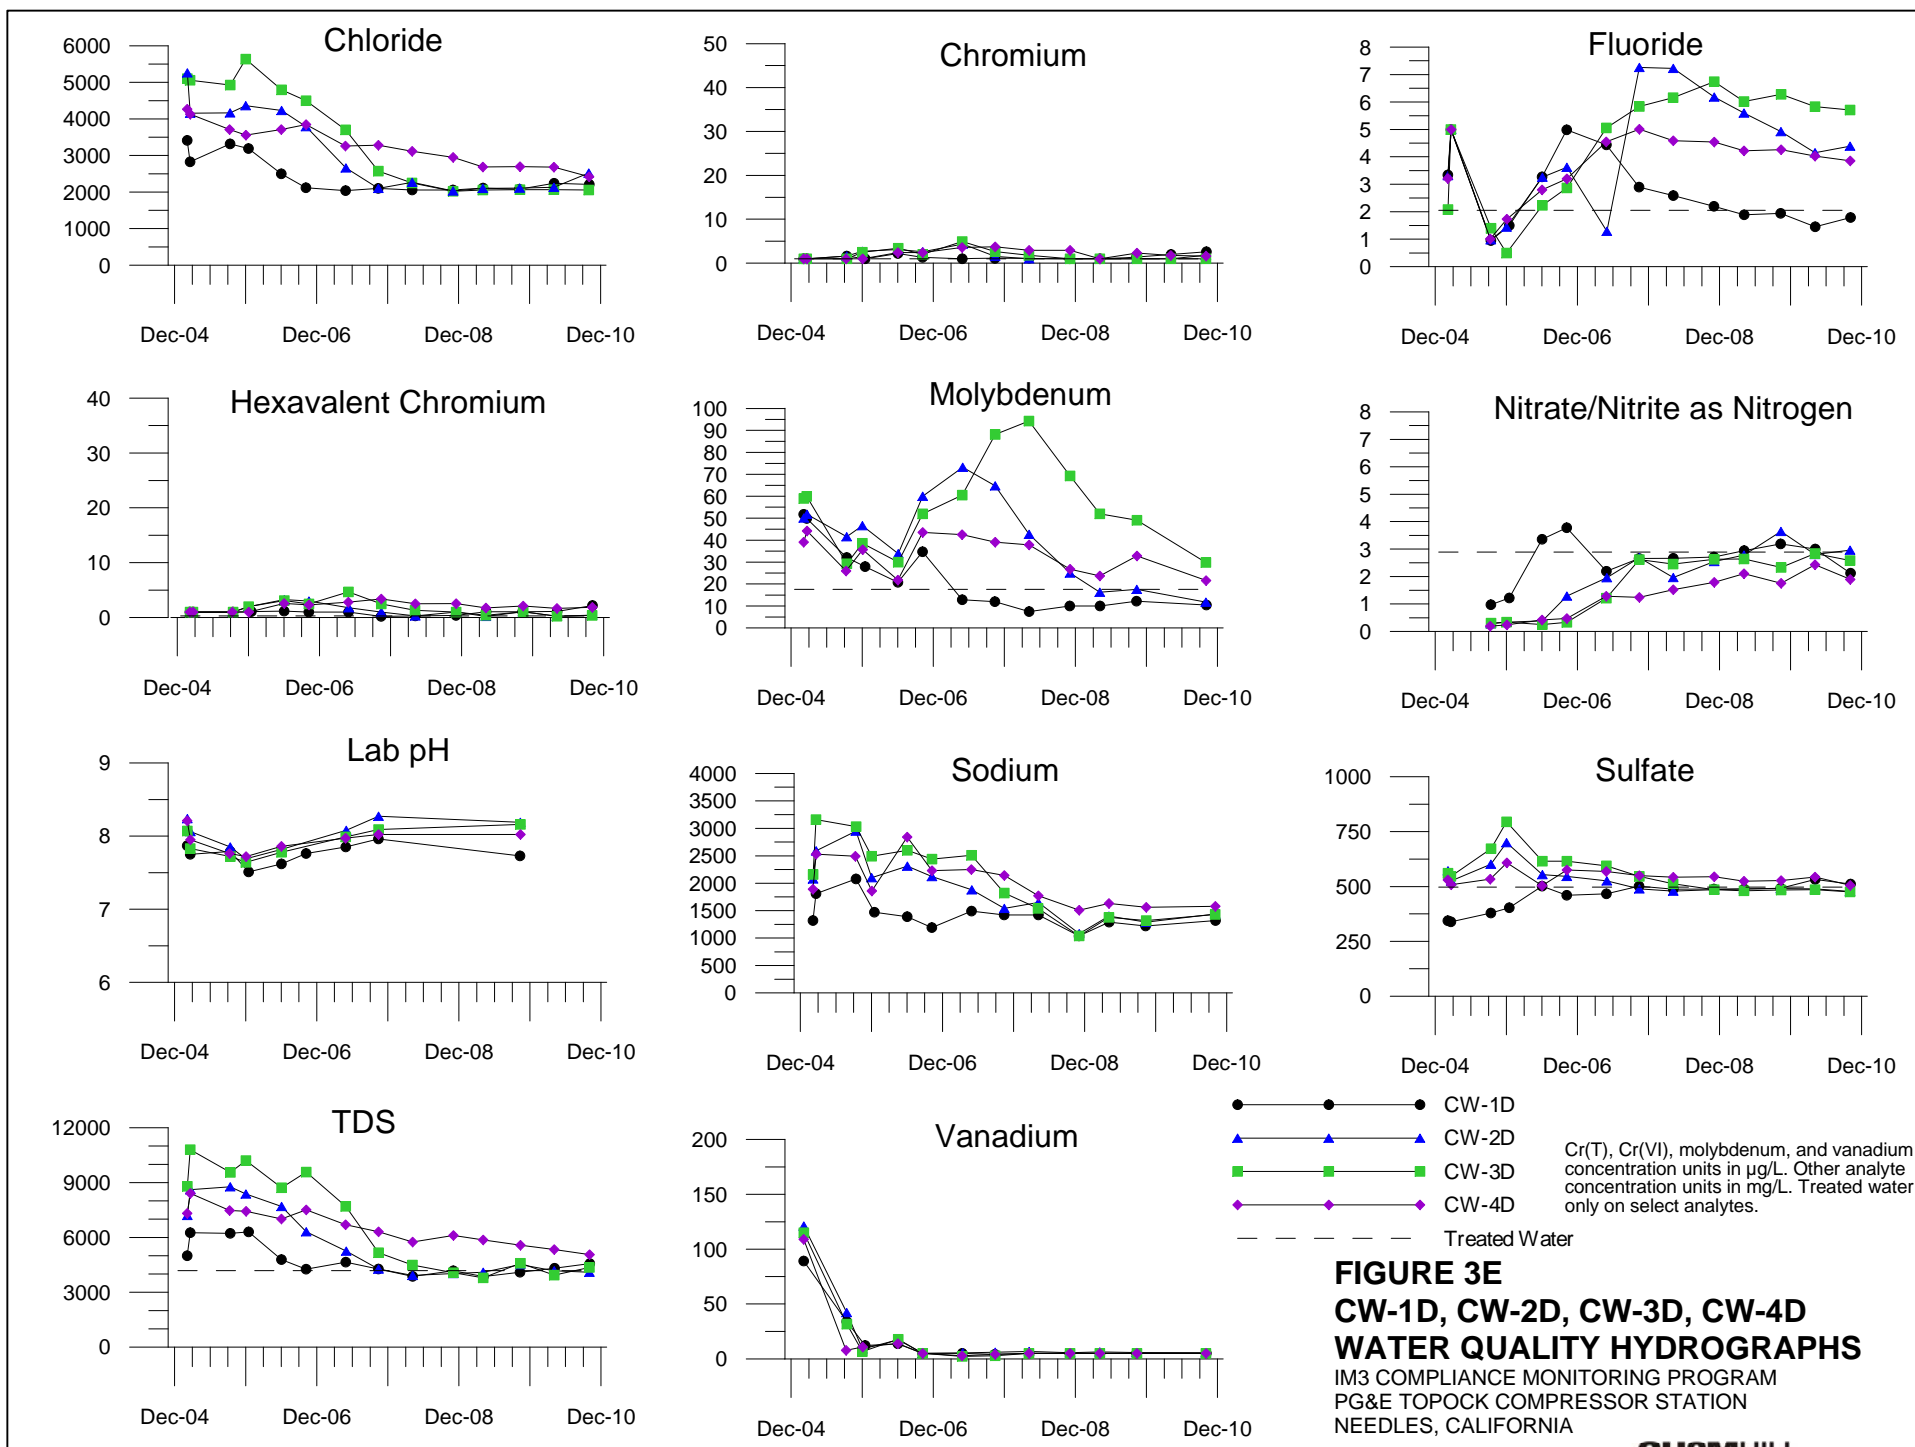 Chloride
6000
5000
4000
3000
2000
1000
0
Dec-04 Dec-06 Dec-08 Dec-10
Chromium
50
40
30
20
10
0
Dec-04 Dec-06 Dec-08 Dec-10
Fluoride
8
7
6
5
4
3
2
1
0
Dec-04 Dec-06 Dec-08 Dec-10
Hexavalent Chromium
40
30
20
10
0
Dec-04 Dec-06 Dec-08 Dec-10
Molybdenum
100
90
80
70
60
50
40
30
20
10
0
Dec-04 Dec-06 Dec-08 Dec-10
Nitrate/Nitrite as Nitrogen
8
7
6
5
4
3
2
1
0
Dec-04 Dec-06 Dec-08 Dec-10
Lab pH
9
8
7
6
Dec-04 Dec-06 Dec-08 Dec-10
Sodium
4000
3500
3000
2500
2000
1500
1000
500
0
Dec-04 Dec-06 Dec-08 Dec-10
Sulfate
1000
750
500
250
0
Dec-04 Dec-06 Dec-08 Dec-10
TDS
12000
9000
6000
3000
0
Dec-04 Dec-06 Dec-08 Dec-10
Vanadium
200
150
100
50
0
Dec-04 Dec-06 Dec-08 Dec-10
CW-1D
CW-2D
CW-3D
CW-4D
Treated Water
Cr(T), Cr(VI), molybdenum, and vanadium
concentration units in µg/L. Other analyte
concentration units in mg/L. Treated water
only on select analytes.
FIGURE 3E
CW-1D, CW-2D, CW-3D, CW-4D
WATER QUALITY HYDROGRAPHS
IM3 COMPLIANCE MONITORING PROGRAM
PG&E TOPOCK COMPRESSOR STATION
NEEDLES, CALIFORNIA